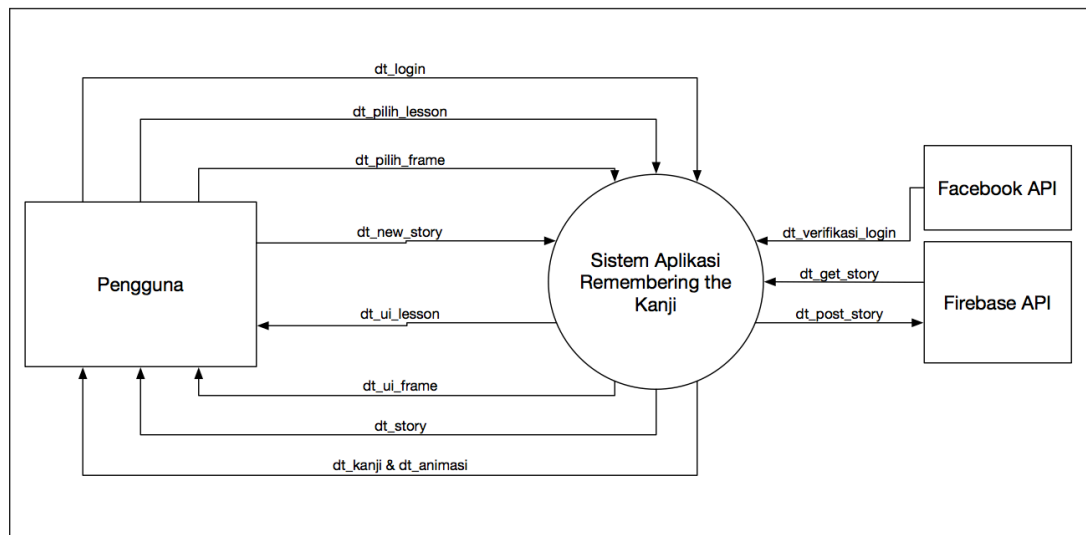 dt_login
dt_pilih_lesson
dt_pilih_frame
Facebook API
dt_new_story
dt_verifikasi_login
Sistem Aplikasi
Remembering the
Kanji
dt_get_story
Pengguna
Firebase API
dt_ui_lesson
dt_post_story
dt_ui_frame
dt_story
dt_kanji & dt_animasi